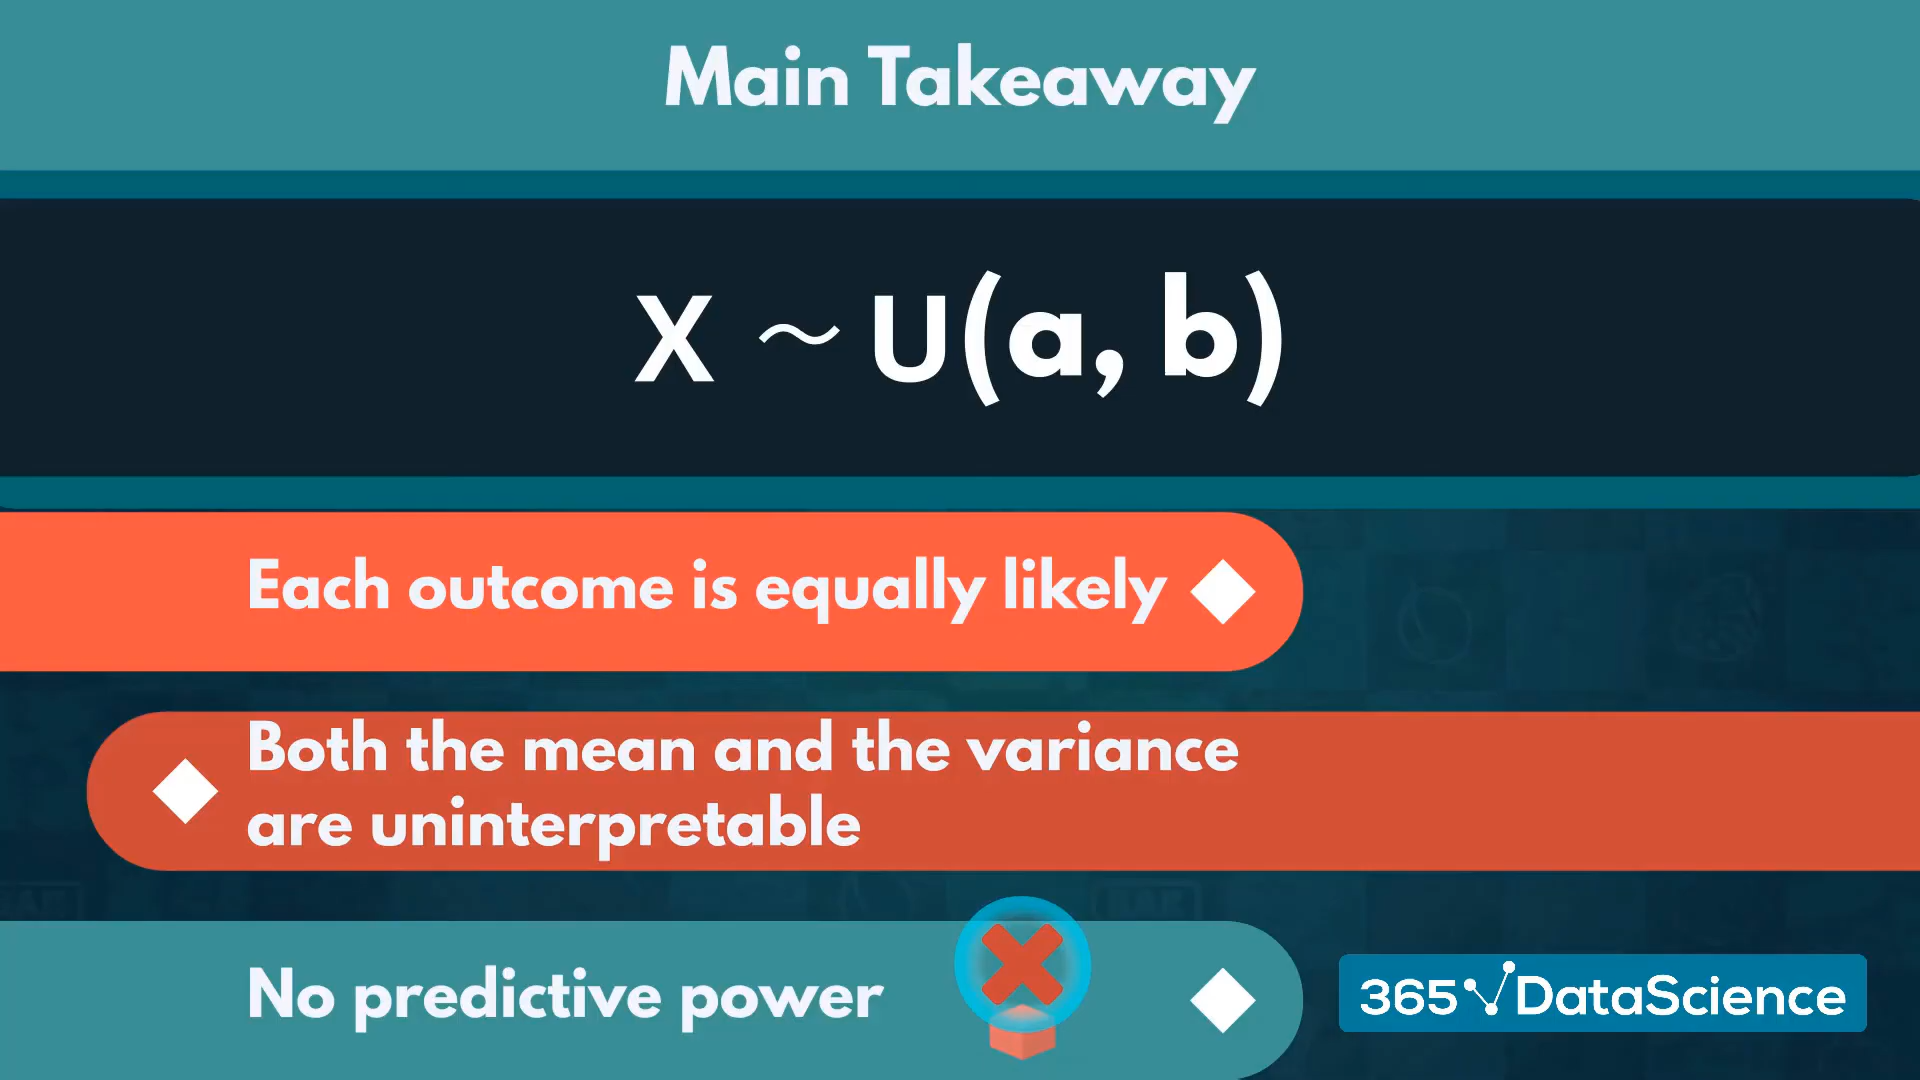 Main Takeaway
X ~ U(a, b)
Each outcome is equally likely
Both the mean and the variance
are uninterpretable
No predictive power
365 DataScience